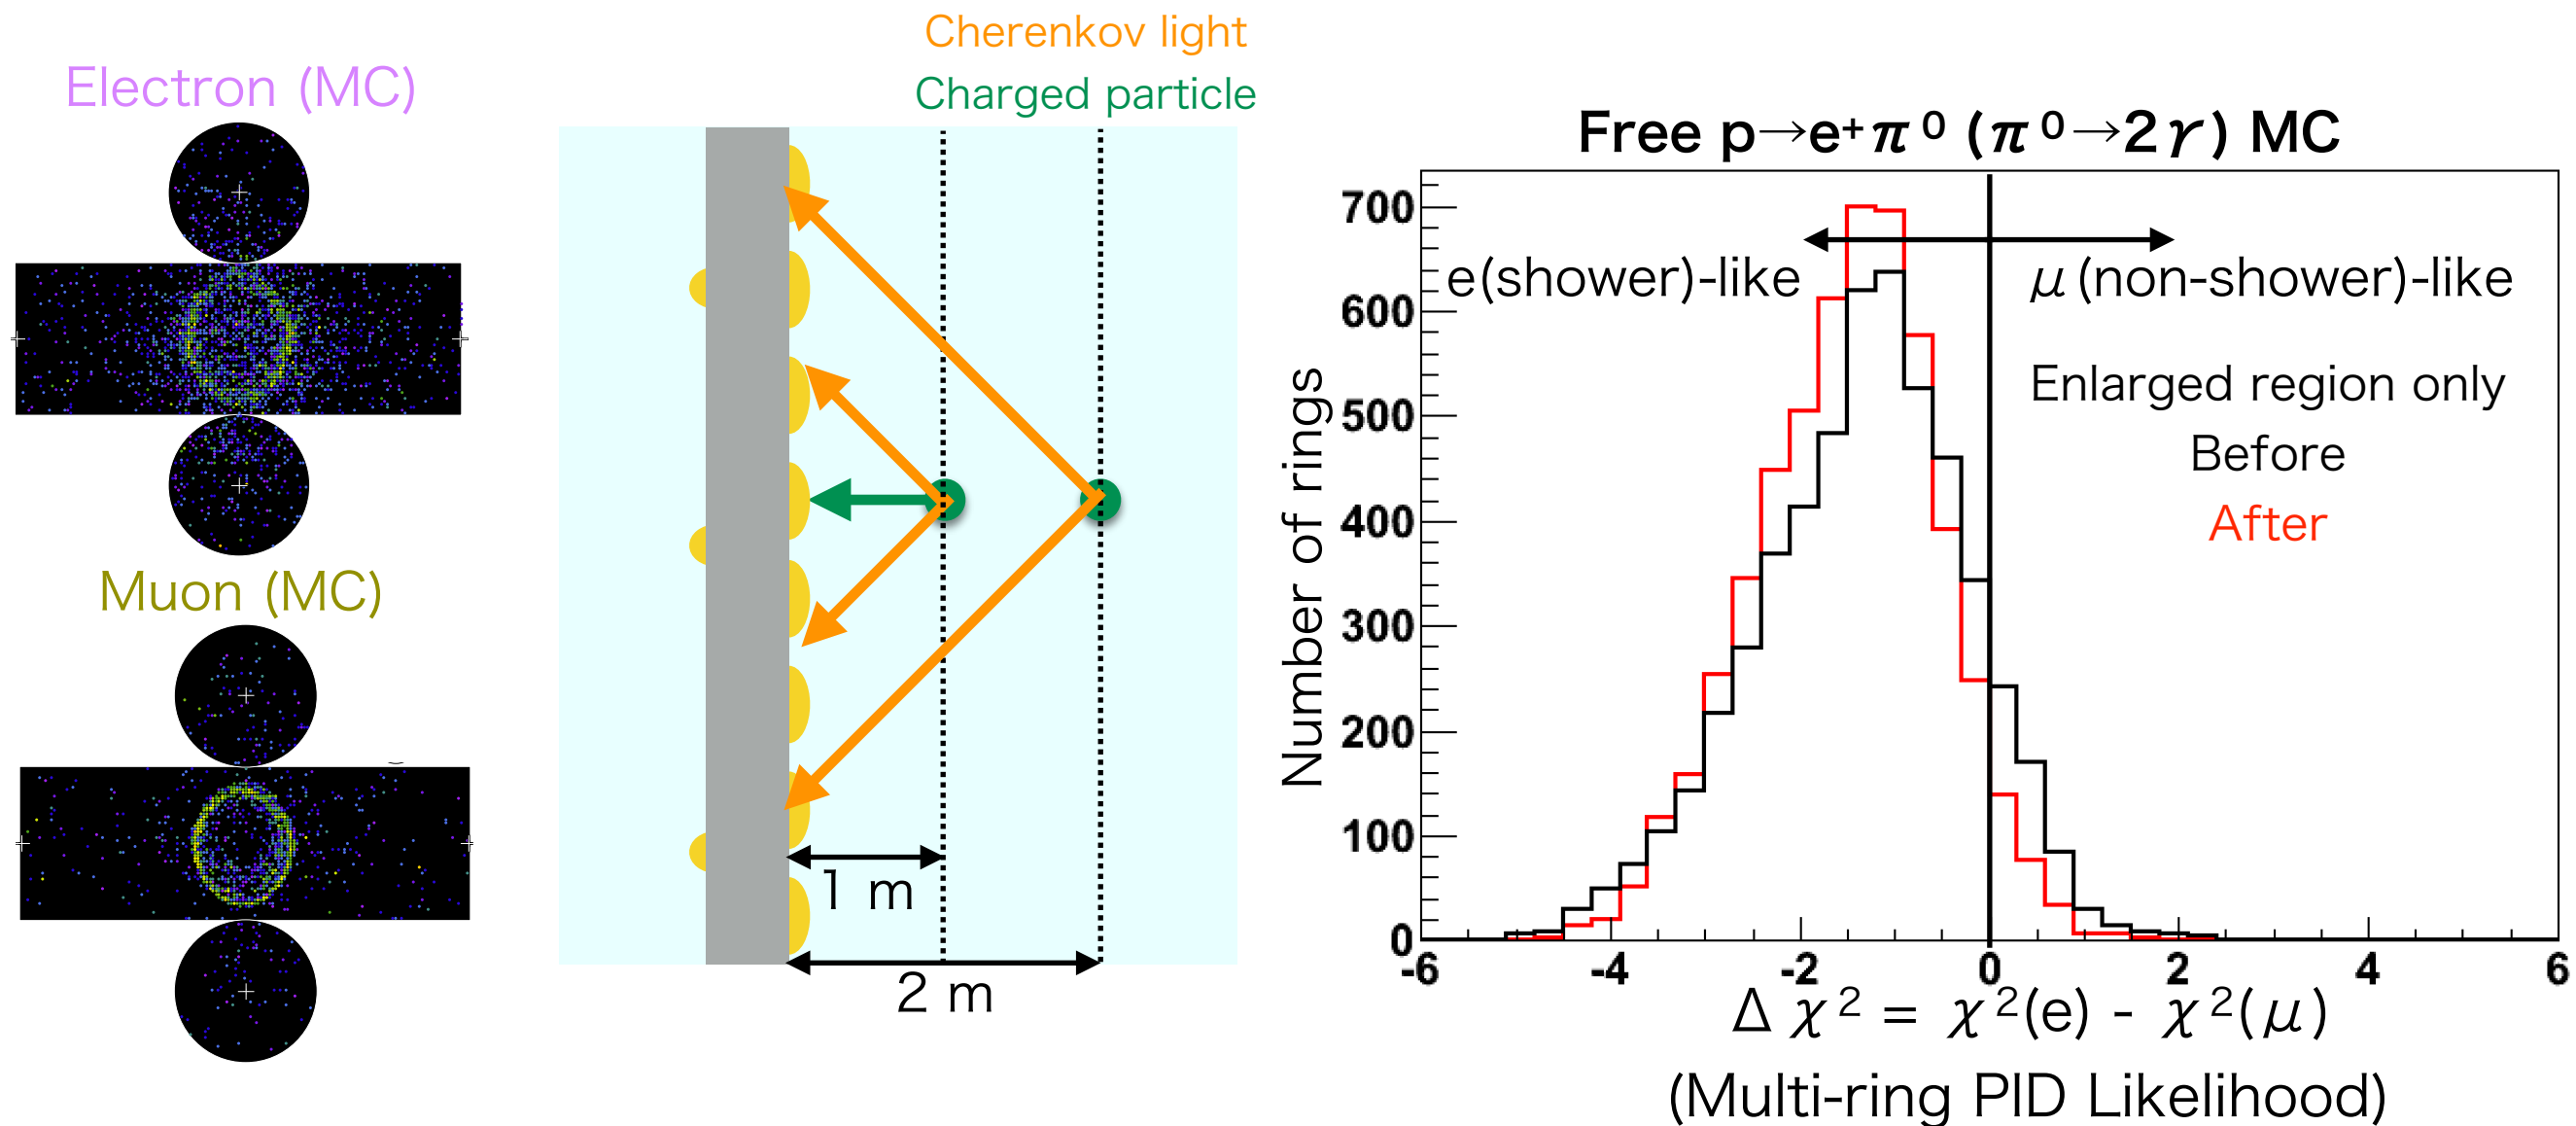 Electron (MC)
Muon (MC)
Cherenkov light
Charged particle
1 m
2 m
Free p→e⁺π⁰ (π⁰→2γ) MC
Number of rings
700
600
500
400
300
200
100
0
e(shower)-like
μ(non-shower)-like
Enlarged region only
Before
After
-6
-4
-2
0
2
4
6
Δχ² = χ²(e) - χ²(μ)
(Multi-ring PID Likelihood)